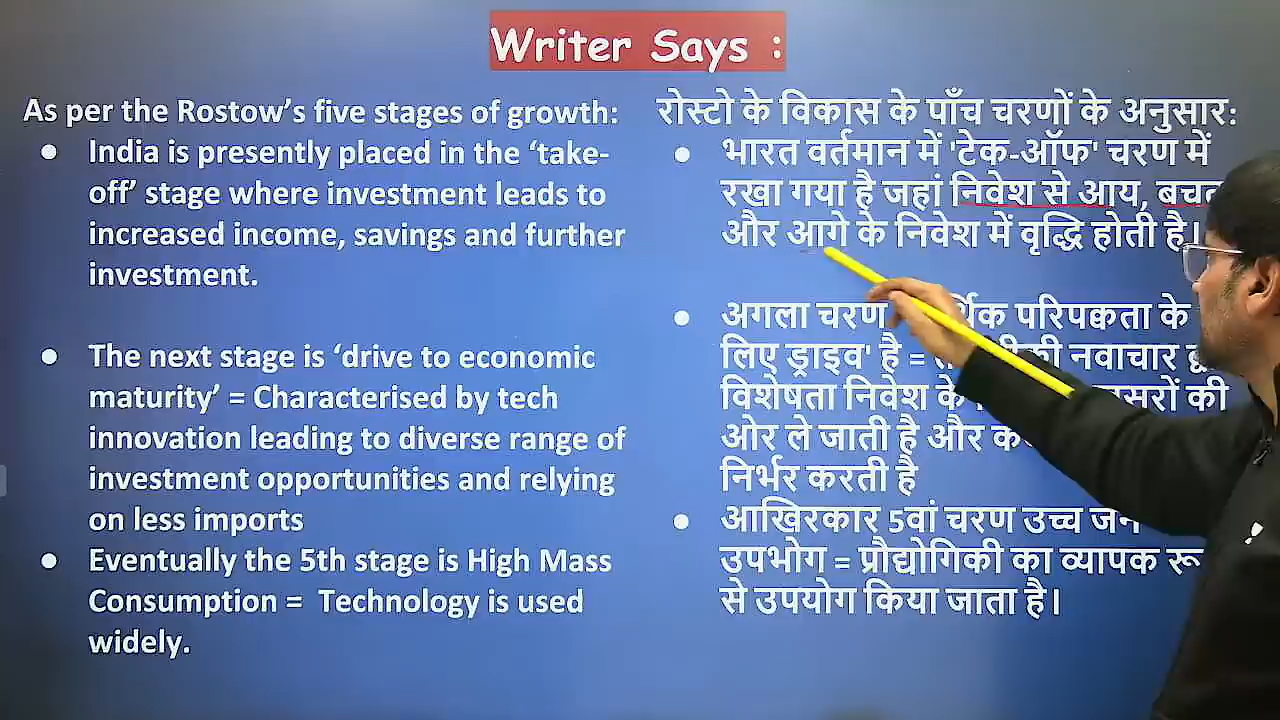 Writer Says :
As per the Rostow's five stages of growth:
● India is presently placed in the ‘take-
off’ stage where investment leads to
increased income, savings and further
investment.
● The next stage is ‘drive to economic
maturity’ = Characterised by tech
innovation leading to diverse range of
investment opportunities and relying
on less imports
● Eventually the 5th stage is High Mass
Consumption = Technology is used
widely.
रोस्टो के विकास के पाँच चरणों के अनुसार:
● भारत वर्तमान में 'टेक-ऑफ' चरण में
रखा गया है जहां निवेश से आय, बचत
और आगे के निवेश में वृद्धि होती है।
● अगला चरण परिपक्वता के
लिए ड्राइव' है = नवाचार
विशेषता निवेश के की
ओर ले जाती है और
निर्भर करती है
● आखिरकार 5वां चरण उच्च
उपभोग = प्रौद्योगिकी का व्यापक
से उपयोग किया जाता है।